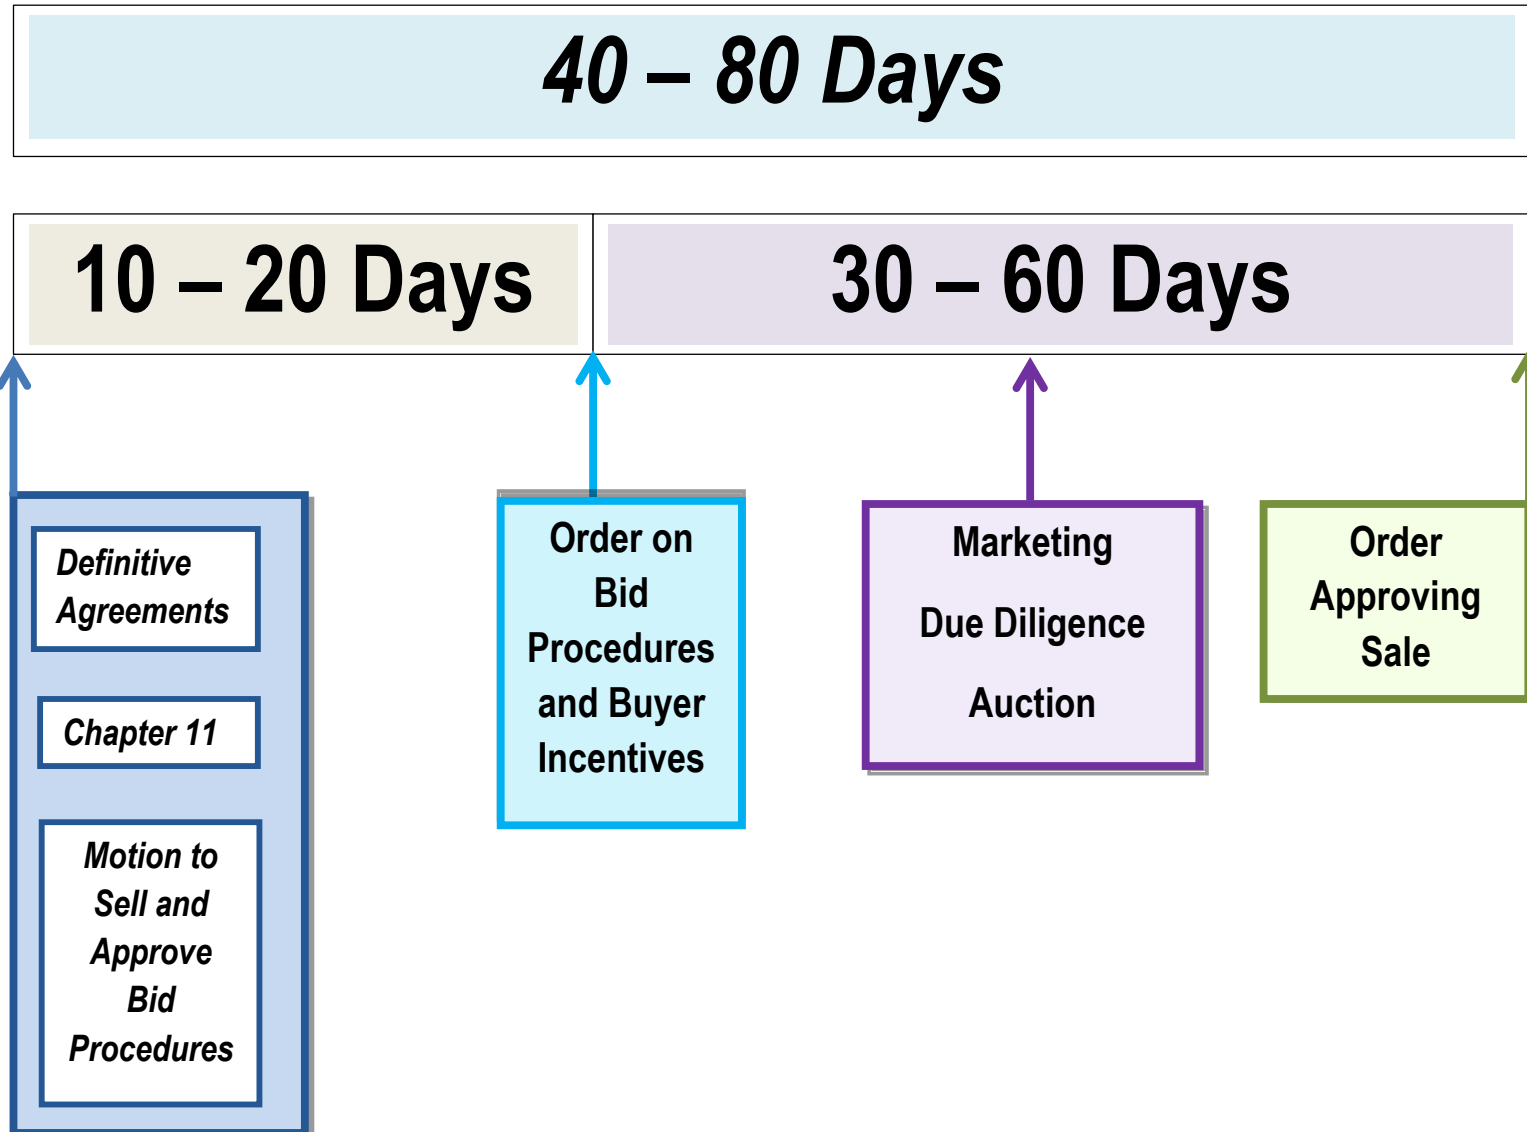 40 – 80 Days
10 – 20 Days
30 – 60 Days
Definitive
Agreements
Chapter 11
Motion to
Sell and
Approve
Bid
Procedures
Order on
Bid
Procedures
and Buyer
Incentives
Marketing
Due Diligence
Auction
Order
Approving
Sale